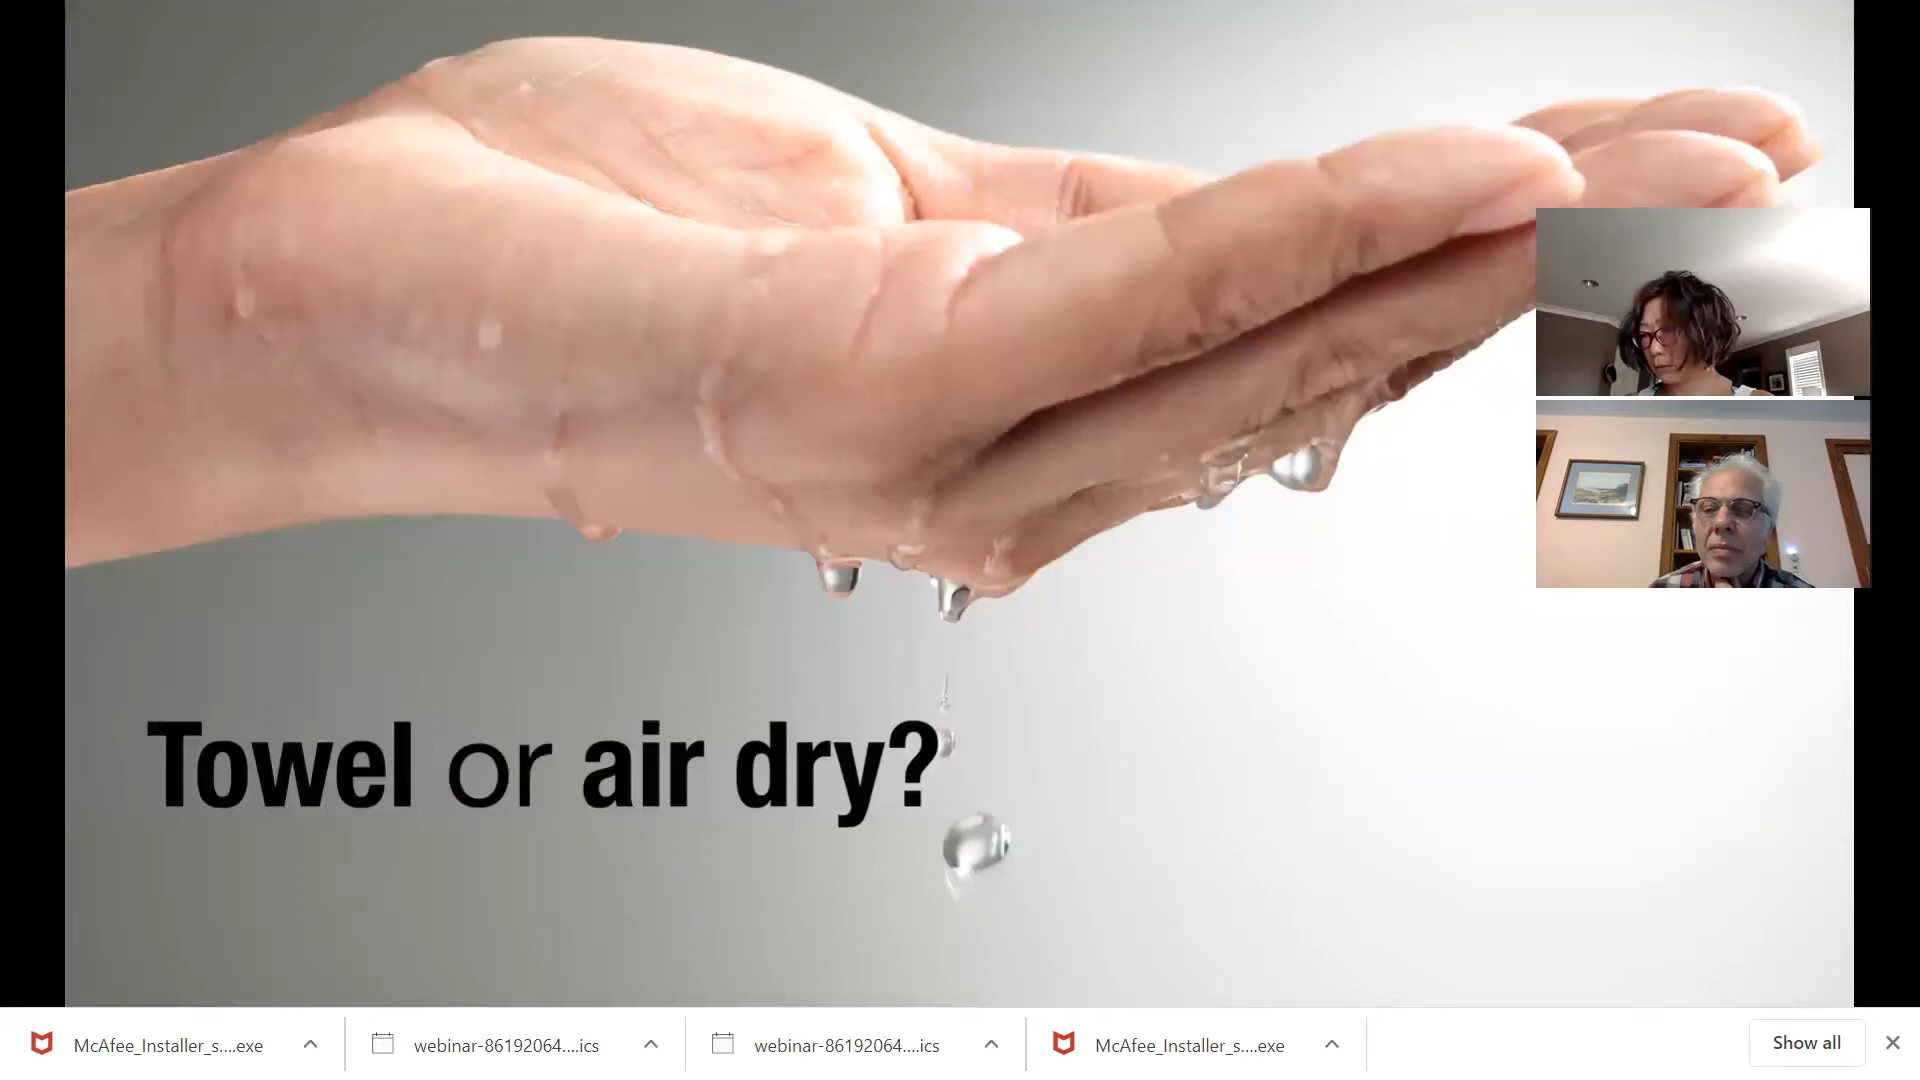 Towel or air dry?
McAfee_Installer_s....exe
webinar-86192064....ics
webinar-86192064....ics
McAfee_Installer_s....exe
Show all